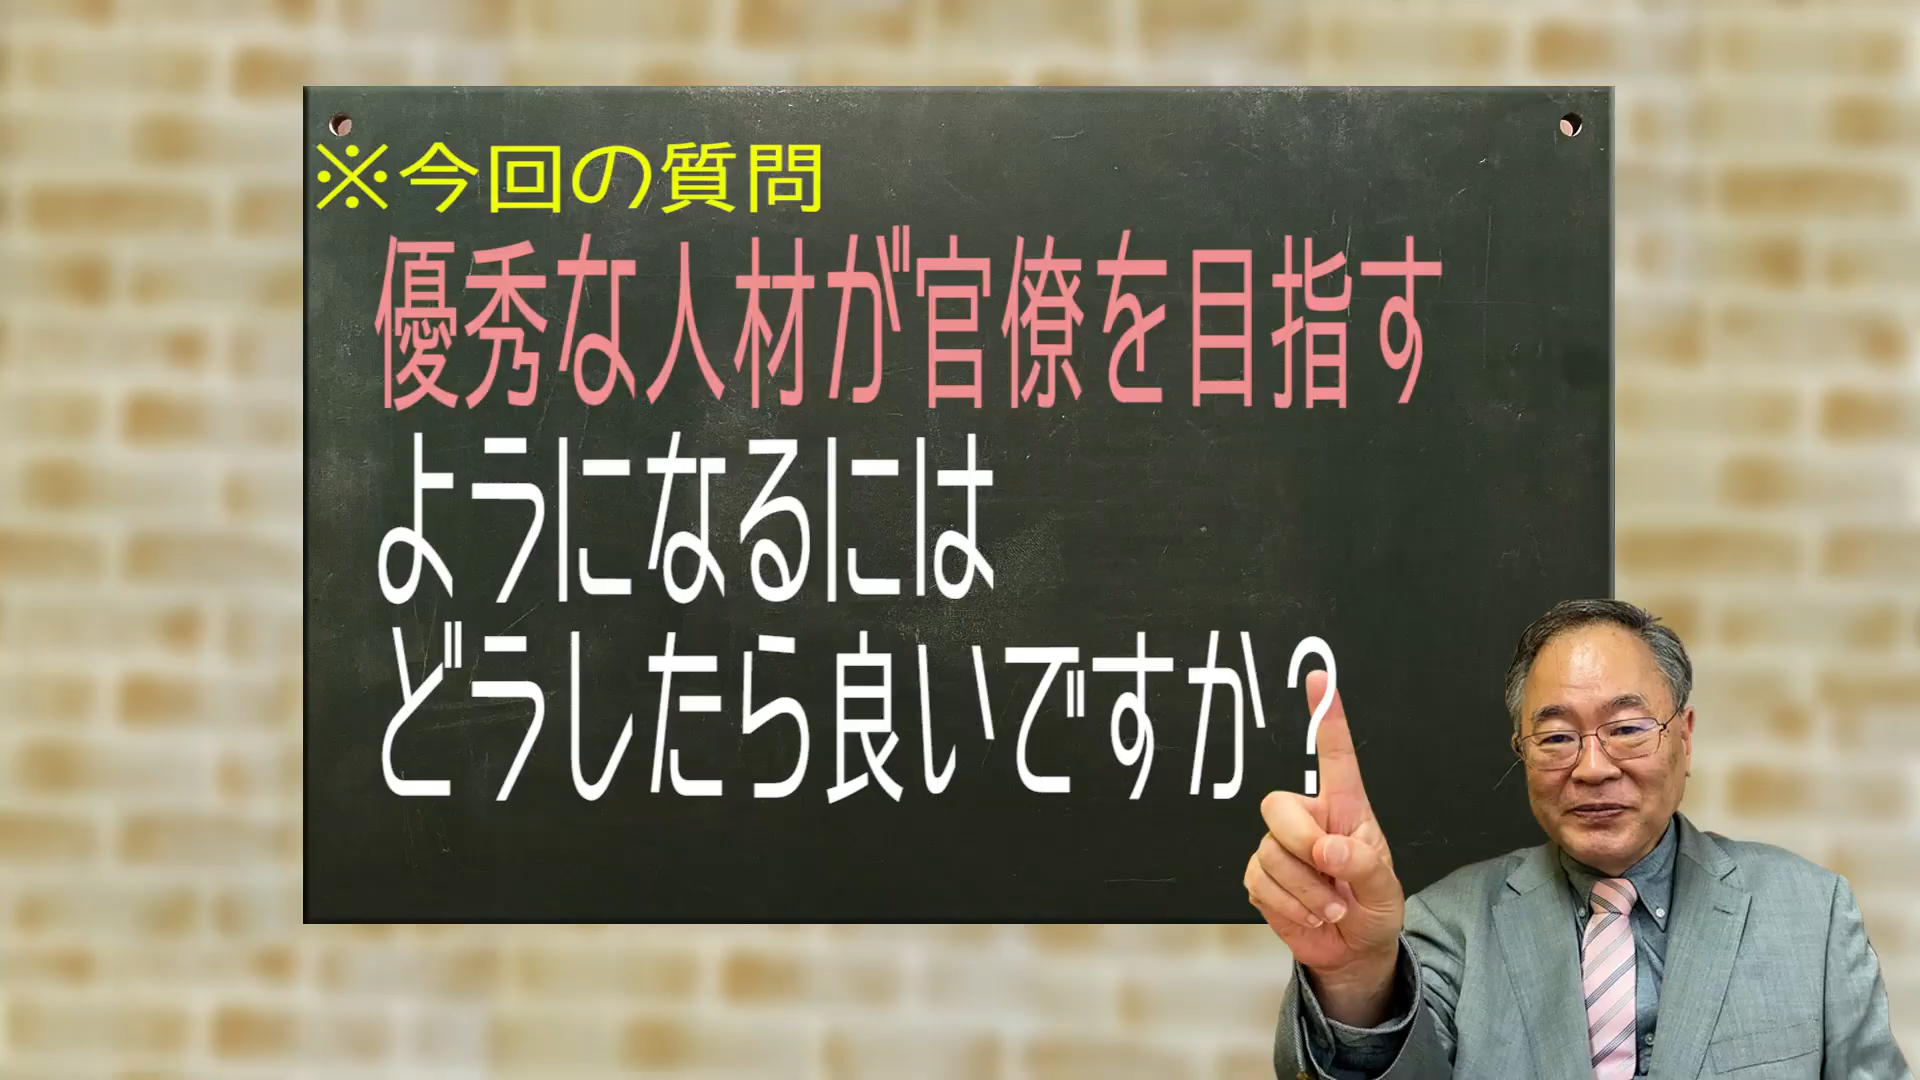 ※今回の質問
優秀な人材が官僚を目指す
ようになるには
どうしたら良いですか?